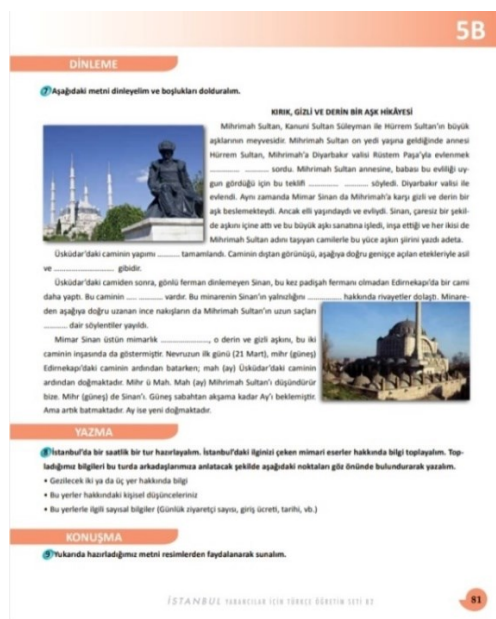 5B
DİNLEME
7 Aşağıdaki metni dinleyelim ve boşlukları dolduralım.
KIRIK, GİZLİ VE DERİN BİR AŞK HİKÂYESİ
Mihrimah Sultan, Kanuni Sultan Süleyman ile Hürrem Sultan'ın büyük
aşklarının meyvesidir. Mihrimah Sultan on yedi yaşına geldiğinde annesi
Hürrem Sultan, Mihrimah'a Diyarbakır valisi Rüstem Paşa'yla evlenmek
............. ............. sordu. Mihrimah Sultan annesine, babası bu evliliği uy-
gun gördüğü için bu teklifi ............. ............. söyledi. Diyarbakır valisi ile
evlendi. Aynı zamanda Mimar Sinan da Mihrimah'a karşı gizli ve derin bir
aşk beslemekteydi. Ancak elli yaşındaydı ve evliydi. Sinan, çaresiz bir şekil-
de aşkını içine attı ve bu büyük aşkı sanatına işledi, inşa ettiği ve her ikisi de
Mihrimah Sultan adını taşıyan camilerle bu yüce aşkın şiirini yazdı adeta.
Üsküdar'daki caminin yapımı .......... tamamlandı. Caminin dıştan görünüşü, aşağıya doğru genişçe açılan etekleriyle asil
ve ......................... gibidir.
Üsküdar'daki camiden sonra, gönlü ferman dinlemeyen Sinan, bu kez padişah fermanı olmadan Edirnekapı'da bir cami
daha yaptı. Bu caminin ..... .......... vardır. Bu minarenin Sinan'ın yalnızlığını .............. hakkında rivayetler dolaştı. Minare-
den aşağıya doğru uzanan ince nakışların da Mihrimah Sultan'ın uzun saçları
.......... dair söylentiler yayıldı.
Mimar Sinan üstün mimarlık ...................., o derin ve gizli aşkını, bu iki
caminin inşasında da göstermiştir. Nevruzun ilk günü (21 Mart), mihr (güneş)
Edirnekapı'daki caminin ardından batarken; mah (ay) Üsküdar'daki caminin
ardından doğmaktadır. Mihr ü Mah. Mah (ay) Mihrimah Sultan'ı düşündürür
bize. Mihr (güneş) de Sinan'ı. Güneş sabahtan akşama kadar Ay'ı beklemiştir.
Ama artık batmaktadır. Ay ise yeni doğmaktadır.
YAZMA
8 İstanbul'da bir saatlik bir tur hazırlayalım. İstanbul'daki ilginizi çeken mimari eserler hakkında bilgi toplayalım. Top-
ladığımız bilgileri bu turda arkadaşlarımıza anlatacak şekilde aşağıdaki noktaları göz önünde bulundurarak yazalım.
• Gezilecek iki ya da üç yer hakkında bilgi
• Bu yerler hakkındaki kişisel düşünceleriniz
• Bu yerlerle ilgili sayısal bilgiler (Günlük ziyaretçi sayısı, giriş ücreti, tarihi, vb.)
KONUŞMA
9 Yukarıda hazırladığımız metni resimlerden faydalanarak sunalım.
İSTANBUL YABANCILAR İÇİN TÜRKÇE ÖĞRETİM SETİ B2
81